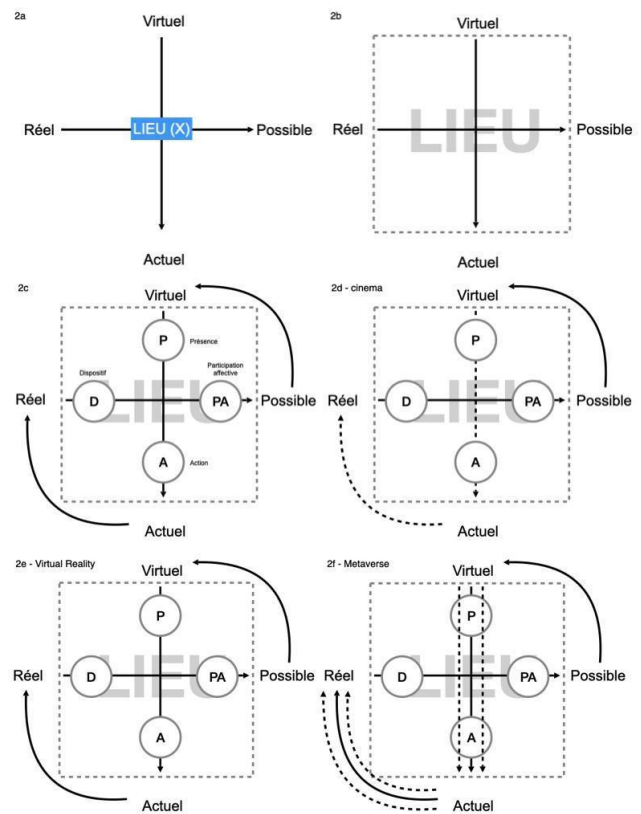 2a
Virtuel
Réel
LIEU (X)
Possible
Actuel
2b
Virtuel
Réel
LIEU
Possible
Actuel
2c
Virtuel
P
Présence
Dispositif
Participation
affective
Réel
D
LIEU
PA
Possible
A
Action
Actuel
2d - cinema
Virtuel
P
Réel
D
LIEU
PA
Possible
A
Actuel
2e - Virtual Reality
Virtuel
P
Réel
D
LIEU
PA
Possible
A
Actuel
2f - Metaverse
Virtuel
P
Réel
D
LIEU
PA
Possible
A
Actuel